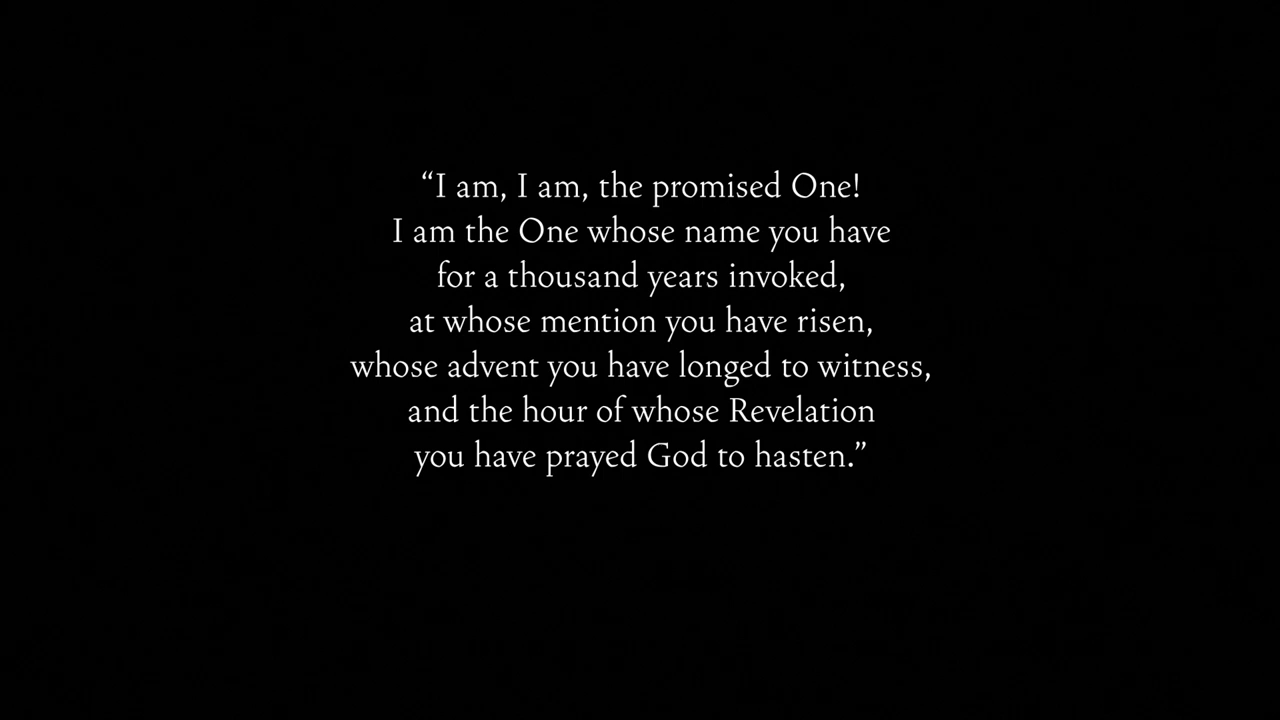 “I am, I am, the promised One!
I am the One whose name you have
for a thousand years invoked,
at whose mention you have risen,
whose advent you have longed to witness,
and the hour of whose Revelation
you have prayed God to hasten.”